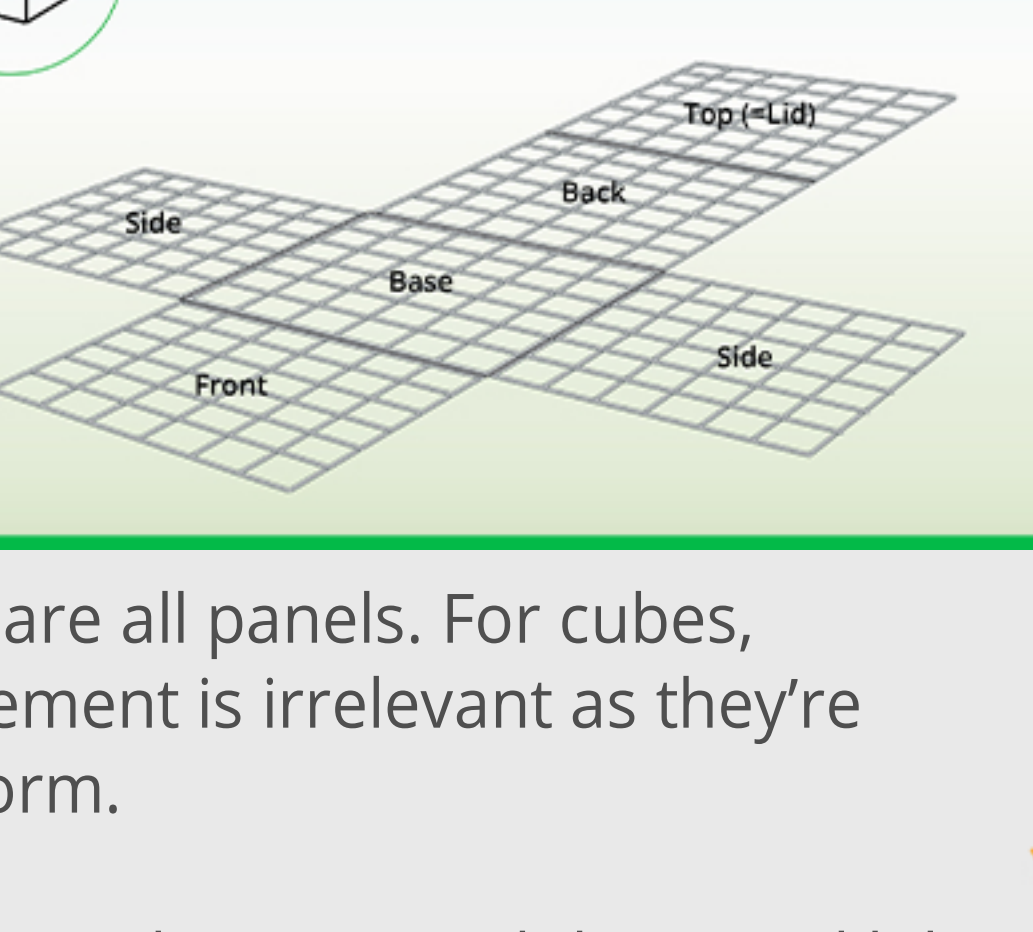 Top (=Lid)
Back
Side
Base
Side
Front
are all panels. For cubes,
ement is irrelevant as they’re
orm.